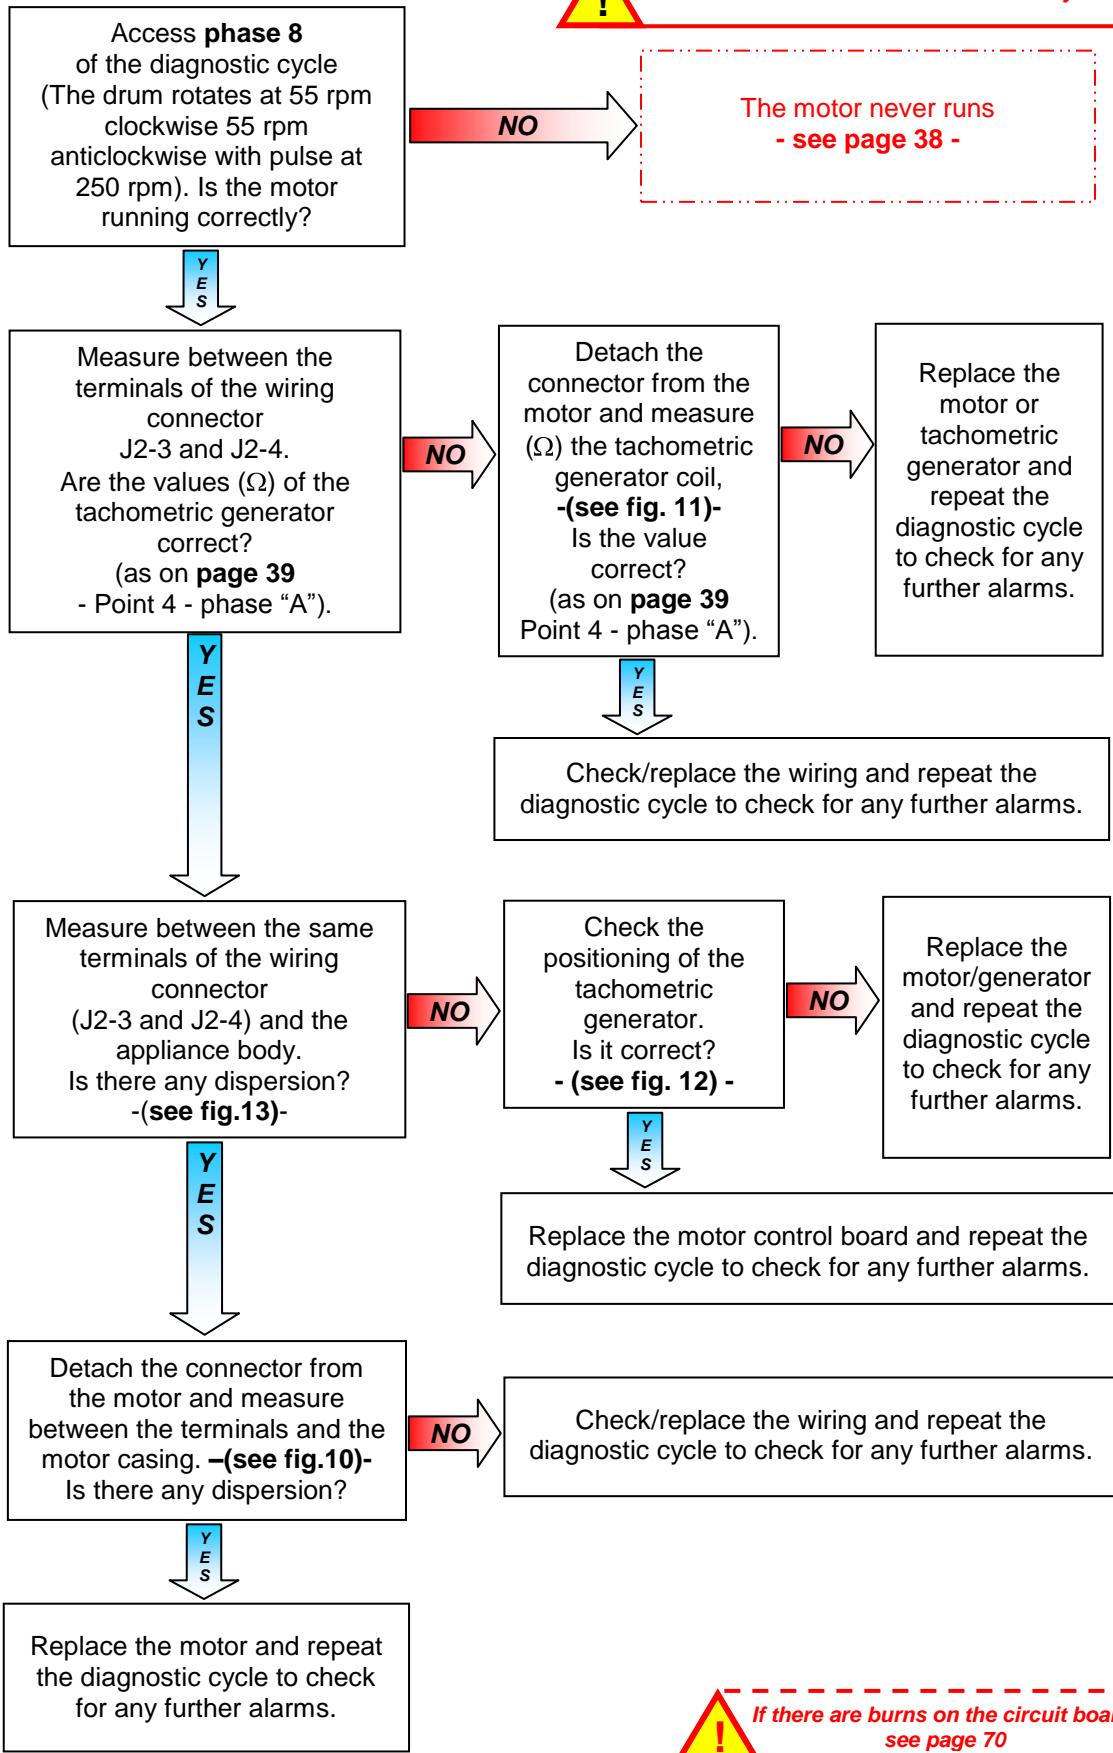 !
Access phase 8
of the diagnostic cycle
(The drum rotates at 55 rpm
clockwise 55 rpm
anticlockwise with pulse at
250 rpm). Is the motor
running correctly?
NO
The motor never runs
- see page 38 -
YES
Measure between the
terminals of the wiring
connector
J2-3 and J2-4.
Are the values (Ω) of the
tachometric generator
correct?
(as on page 39
- Point 4 - phase “A”).
NO
Detach the
connector from the
motor and measure
(Ω) the tachometric
generator coil,
-(see fig. 11)-
Is the value
correct?
(as on page 39
Point 4 - phase “A”).
NO
Replace the
motor or
tachometric
generator and
repeat the
diagnostic cycle
to check for any
further alarms.
YES
YES
Check/replace the wiring and repeat the
diagnostic cycle to check for any further alarms.
Measure between the same
terminals of the wiring
connector
(J2-3 and J2-4) and the
appliance body.
Is there any dispersion?
-(see fig.13)-
NO
Check the
positioning of the
tachometric
generator.
Is it correct?
- (see fig. 12) -
NO
Replace the
motor/generator
and repeat the
diagnostic cycle
to check for any
further alarms.
YES
YES
Replace the motor control board and repeat the
diagnostic cycle to check for any further alarms.
Detach the connector from
the motor and measure
between the terminals and the
motor casing. –(see fig.10)-
Is there any dispersion?
NO
Check/replace the wiring and repeat the
diagnostic cycle to check for any further alarms.
YES
Replace the motor and repeat
the diagnostic cycle to check
for any further alarms.
!
If there are burns on the circuit boar
see page 70